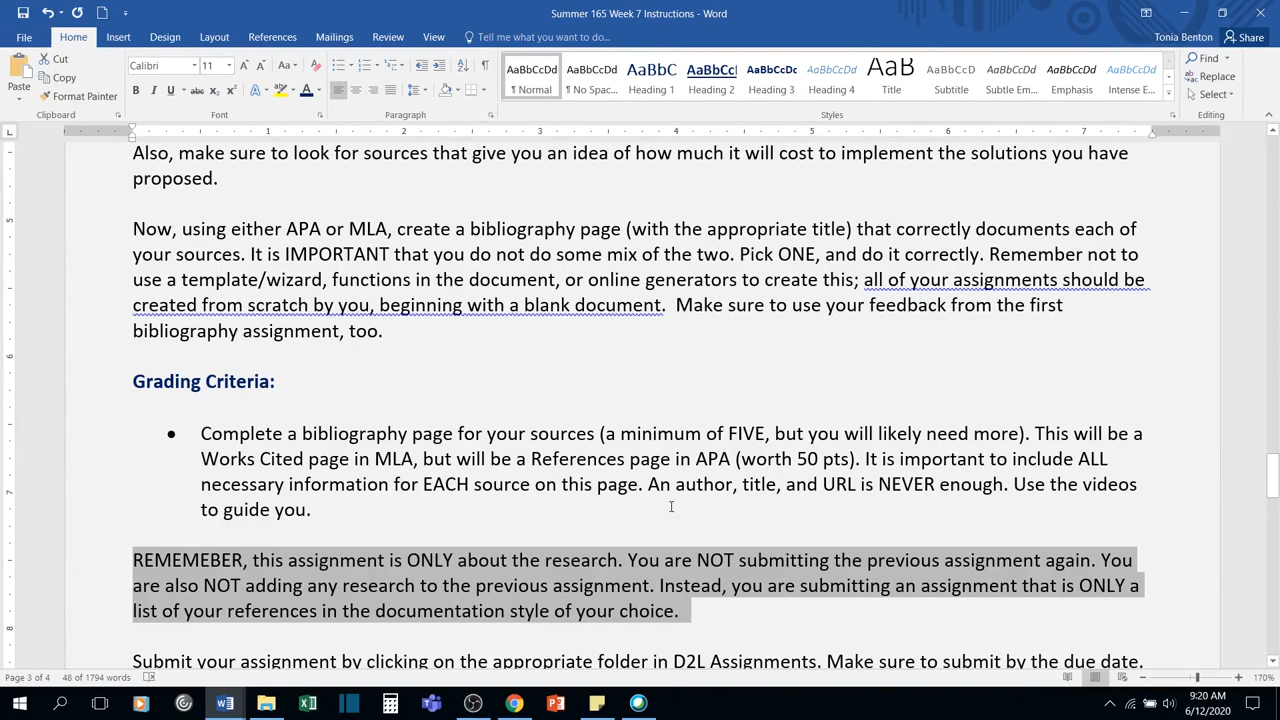 Summer 165 Week 7 Instructions - Word
File Home Insert Design Layout References Mailings Review View Tell me what you want to do... Tonia Benton Share
Cut
Copy
Format Painter
Paste
Clipboard
Calibri 11
Font
Paragraph
AaBbCcDd AaBbCcDd AaBbC AaBbCcI AaBbCcDc AaBbCcDd AaB AaBbCcD AaBbCcDd AaBbCcDd AaBbCcDd
¶ Normal ¶ No Spac... Heading 1 Heading 2 Heading 3 Heading 4 Title Subtitle Subtle Em... Emphasis Intense E...
Styles
Find
Replace
Select
Editing
1 2 3 4 5 6 7
Also, make sure to look for sources that give you an idea of how much it will cost to implement the solutions you have
proposed.
Now, using either APA or MLA, create a bibliography page (with the appropriate title) that correctly documents each of
your sources. It is IMPORTANT that you do not do some mix of the two. Pick ONE, and do it correctly. Remember not to
use a template/wizard, functions in the document, or online generators to create this; all of your assignments should be
created from scratch by you, beginning with a blank document. Make sure to use your feedback from the first
bibliography assignment, too.
Grading Criteria:
• Complete a bibliography page for your sources (a minimum of FIVE, but you will likely need more). This will be a
Works Cited page in MLA, but will be a References page in APA (worth 50 pts). It is important to include ALL
necessary information for EACH source on this page. An author, title, and URL is NEVER enough. Use the videos
to guide you.
REMEMEBER, this assignment is ONLY about the research. You are NOT submitting the previous assignment again. You
are also NOT adding any research to the previous assignment. Instead, you are submitting an assignment that is ONLY a
list of your references in the documentation style of your choice.
Submit your assignment by clicking on the appropriate folder in D2L Assignments. Make sure to submit by the due date.
Page 3 of 4 48 of 1794 words 170%
9:20 AM
6/12/2020